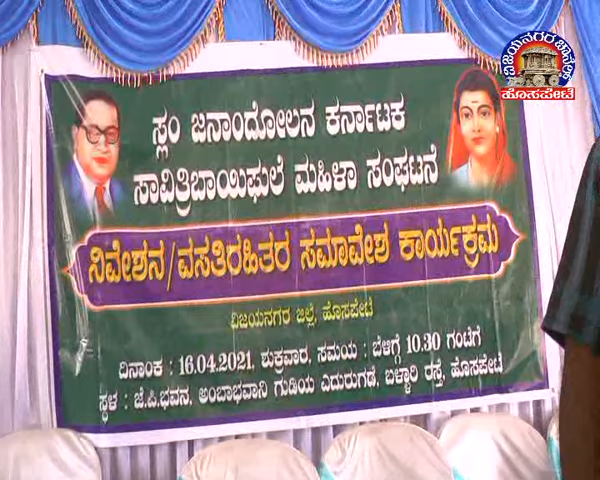 ವಿಜಯನಗರ ವಾಹಿನಿ
ಹೊಸಪೇಟೆ
ಸ್ಲಂ ಜನಾಂದೋಲನ ಕರ್ನಾಟಕ
ಸಾವಿತ್ರಿಬಾಯಿಫುಲೆ ಮಹಿಳಾ ಸಂಘಟನೆ
ನಿವೇಶನ/ವಸತಿರಹಿತರ ಸಮಾವೇಶ ಕಾರ್ಯಕ್ರಮ
ವಿಜಯನಗರ ಜಿಲ್ಲೆ, ಹೊಸಪೇಟೆ
ದಿನಾಂಕ : 16.04.2021, ಶುಕ್ರವಾರ, ಸಮಯ : ಬೆಳಿಗ್ಗೆ 10.30 ಗಂಟೆಗೆ
ಸ್ಥಳ : ಜೆ.ಪಿ.ಭವನ, ಅಂಬಾಭವಾನಿ ಗುಡಿಯ ಎದುರುಗಡೆ, ಬಳ್ಳಾರಿ ರಸ್ತೆ, ಹೊಸಪೇಟೆ